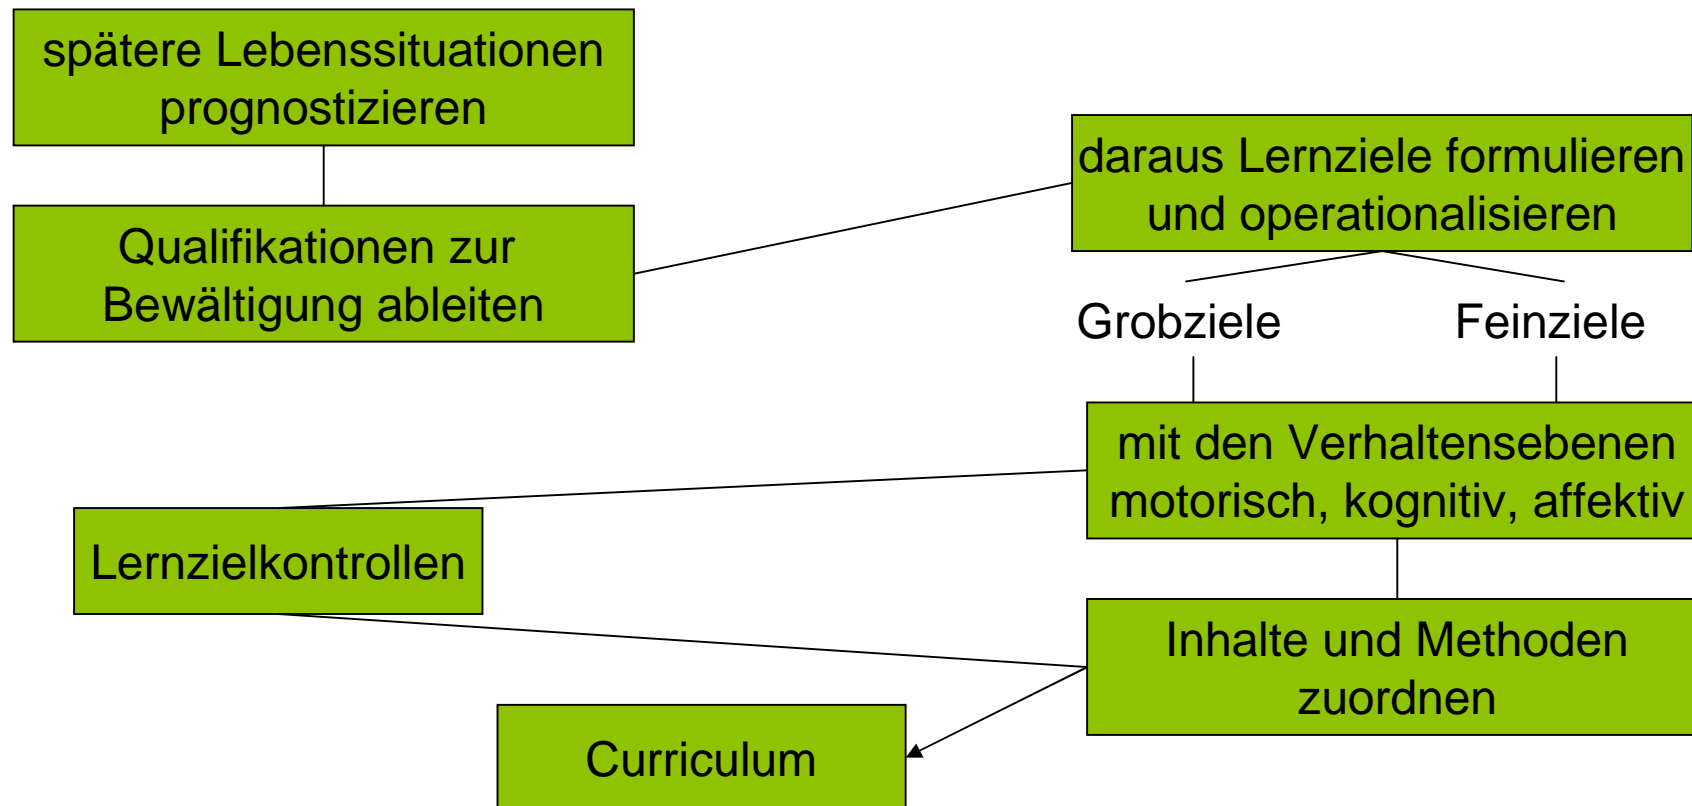 spätere Lebenssituationen
prognostizieren
Qualifikationen zur
Bewältigung ableiten
daraus Lernziele formulieren
und operationalisieren
Grobziele
Feinziele
mit den Verhaltensebenen
motorisch, kognitiv, affektiv
Lernzielkontrollen
Inhalte und Methoden
zuordnen
Curriculum